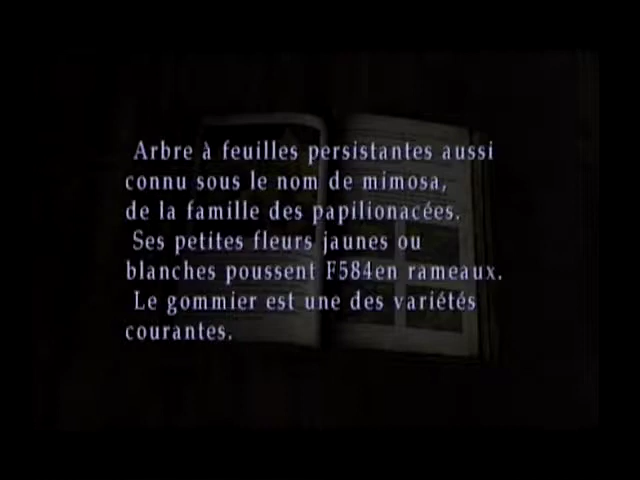 Arbre à feuilles persistantes aussi
connu sous le nom de mimosa,
de la famille des papilionacées.
Ses petites fleurs jaunes ou
blanches poussent F584en rameaux.
Le gommier est une des variétés
courantes.